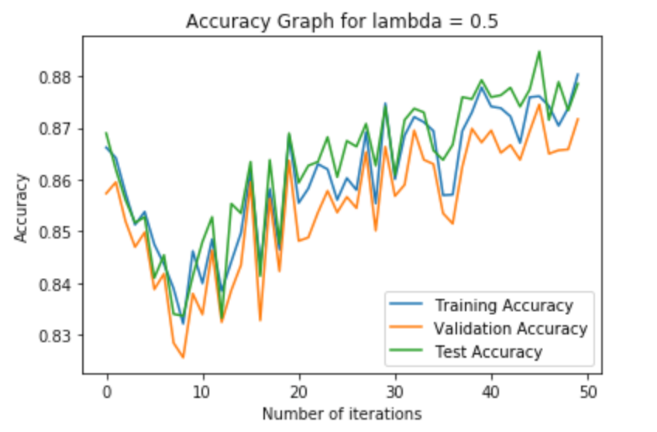 Accuracy Graph for lambda = 0.5
Accuracy
0.88
0.87
0.86
0.85
0.84
0.83
Training Accuracy
Validation Accuracy
Test Accuracy
0 10 20 30 40 50
Number of iterations